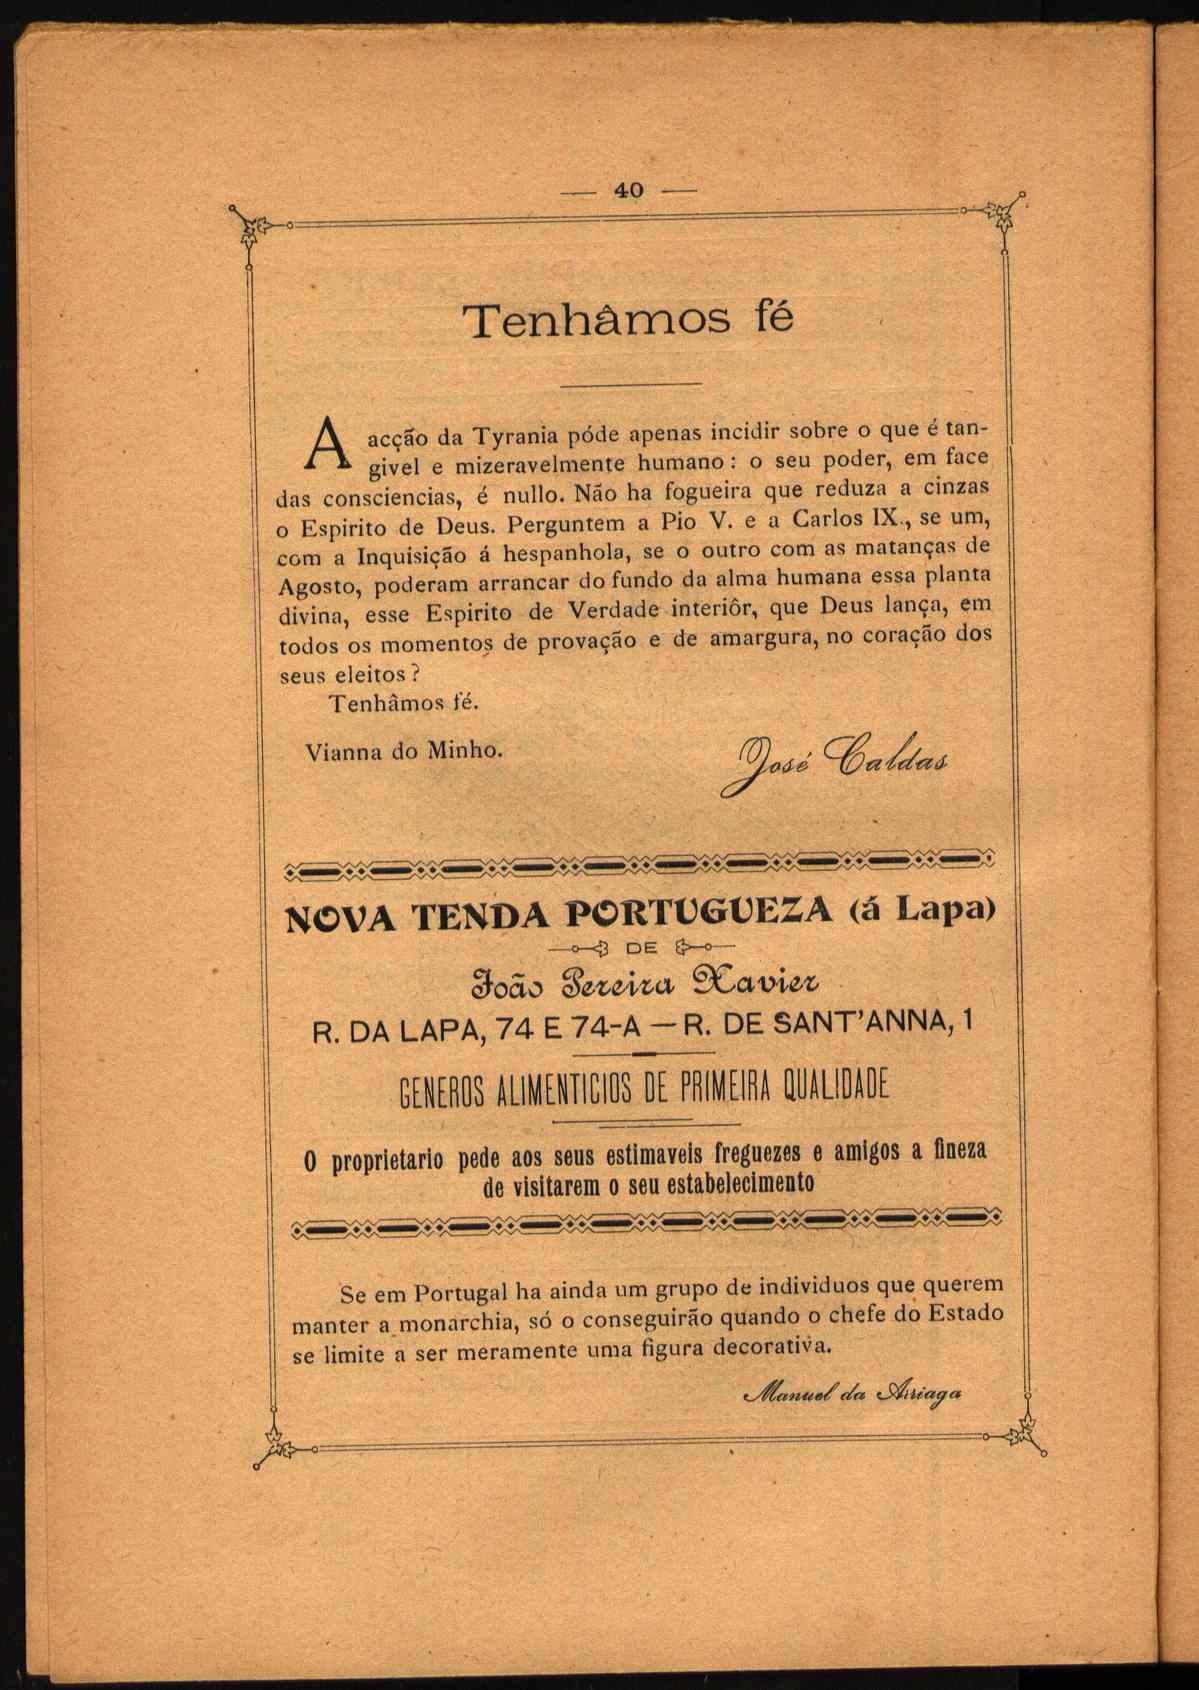 — 40 —
Tenhâmos fé
A acção da Tyrania póde apenas incidir sobre o que é tan-
givel e mizeravelmente humano: o seu poder, em face
das consciencias, é nullo. Não ha fogueira que reduza a cinzas
o Espirito de Deus. Perguntem a Pio V. e a Carlos IX., se um,
com a Inquisição á hespanhola, se o outro com as matanças de
Agosto, poderam arrancar do fundo da alma humana essa planta
divina, esse Espirito de Verdade interiôr, que Deus lança, em
todos os momentos de provação e de amargura, no coração dos
seus eleitos?
Tenhâmos fé.
Vianna do Minho.
José Caldas
NOVA TENDA PORTUGUEZA (á Lapa)
DE
João Pereira Xavier
R. DA LAPA, 74 E 74-A — R. DE SANT'ANNA, 1
GENEROS ALIMENTICIOS DE PRIMEIRA QUALIDADE
O proprietario pede aos seus estimaveis freguezes e amigos a fineza
de visitarem o seu estabelecimento
Se em Portugal ha ainda um grupo de individuos que querem
manter a monarchia, só o conseguirão quando o chefe do Estado
se limite a ser meramente uma figura decorativa.
Manuel da Arriaga